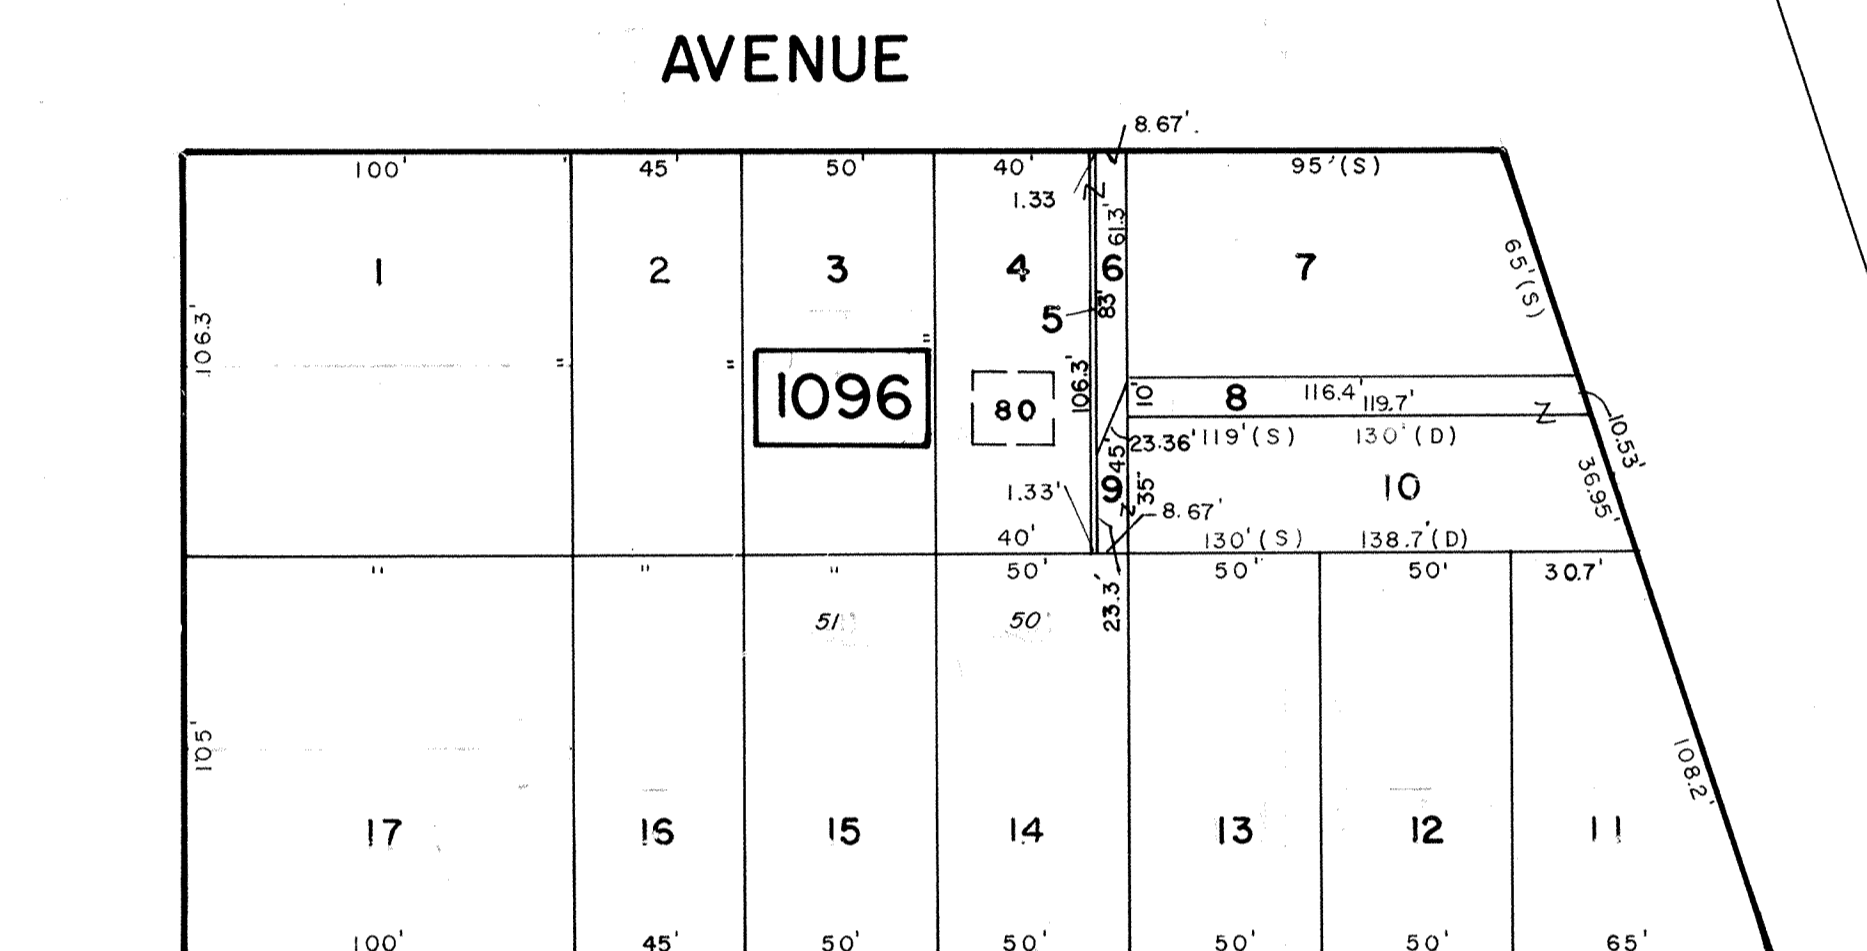 AVENUE
8.67'.
100' 45' 50' 40' 95'(S)
1.33
61.3'
65'(S)
1 2 3 4 6 7
5 83'
106.3' " " " 106.3'
1096
80
10' 8 116.4' 119.7'
23.36' 119'(S) 130'(D)
10.53'
45'
36.95'
1.33' 9 35' 10
8.67'
40' 130'(S) 138.7'(D)
" " " 50' 50' 50' 30.7'
23.3'
51 50'
105' 108.2'
17 16 15 14 13 12 11
100' 45' 50' 50' 50' 50' 65'